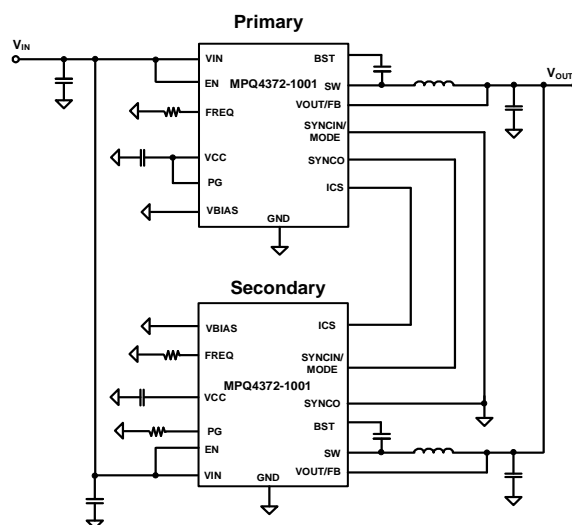 Primary
VIN
VIN
BST
MPQ4372-1001
EN
SW
VOUT
VOUT/FB
FREQ
SYNCIN/
MODE
VCC
SYNCO
PG
ICS
VBIAS
GND
Secondary
VBIAS
ICS
FREQ
SYNCIN/
MODE
MPQ4372-1001
VCC
SYNCO
BST
PG
EN
SW
VIN
GND
VOUT/FB